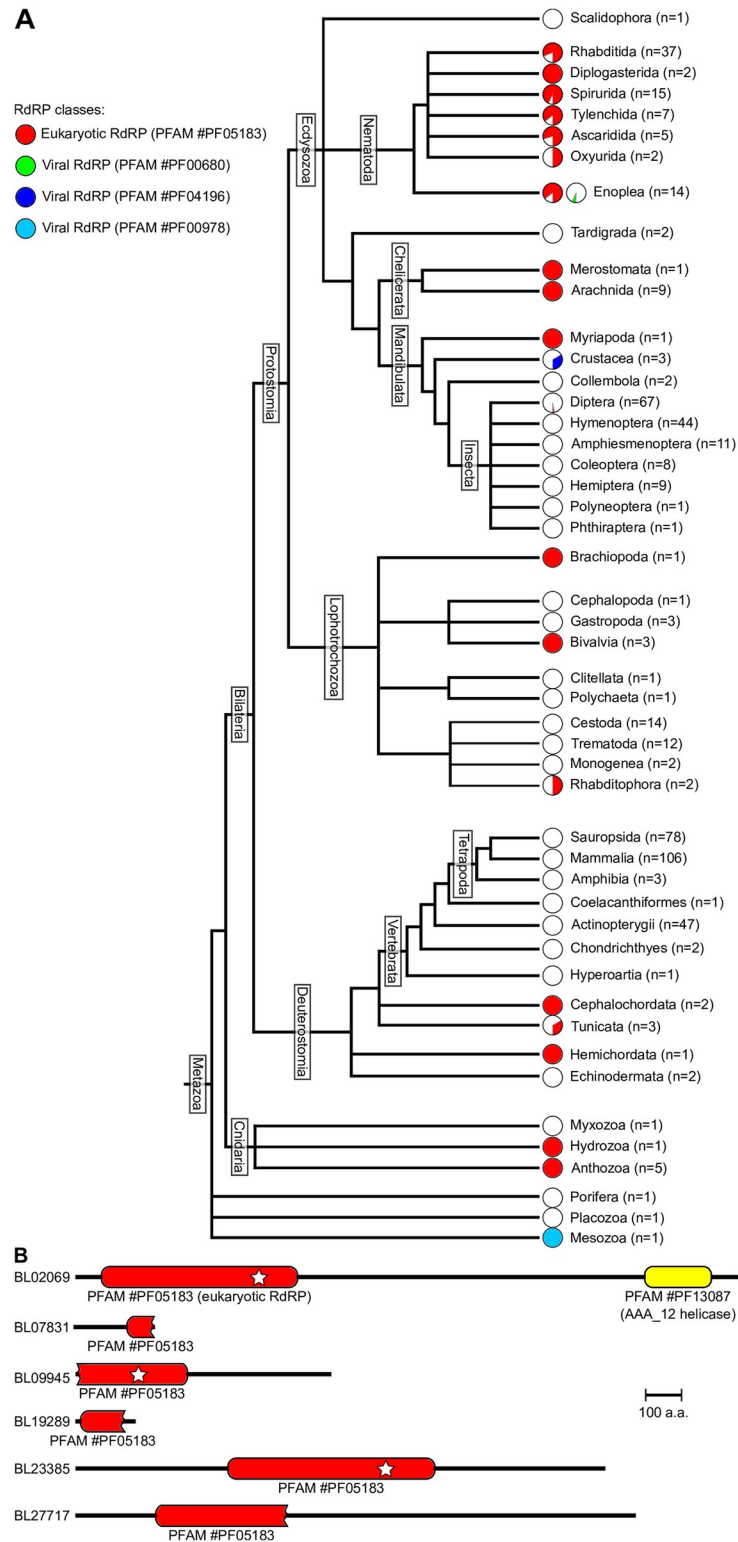 A
RdRP classes:
Eukaryotic RdRP (PFAM #PF05183)
Viral RdRP (PFAM #PF00680)
Viral RdRP (PFAM #PF04196)
Viral RdRP (PFAM #PF00978)
Scalidophora (n=1)
Rhabditida (n=37)
Diplogasterida (n=2)
Spirurida (n=15)
Tylenchida (n=7)
Ascaridida (n=5)
Oxyurida (n=2)
Enoplea (n=14)
Tardigrada (n=2)
Merostomata (n=1)
Arachnida (n=9)
Myriapoda (n=1)
Crustacea (n=3)
Collembola (n=2)
Diptera (n=67)
Hymenoptera (n=44)
Amphiesmenoptera (n=11)
Coleoptera (n=8)
Hemiptera (n=9)
Polyneoptera (n=1)
Phthiraptera (n=1)
Brachiopoda (n=1)
Cephalopoda (n=1)
Gastropoda (n=3)
Bivalvia (n=3)
Clitellata (n=1)
Polychaeta (n=1)
Cestoda (n=14)
Trematoda (n=12)
Monogenea (n=2)
Rhabditophora (n=2)
Sauropsida (n=78)
Mammalia (n=106)
Amphibia (n=3)
Coelacanthiformes (n=1)
Actinopterygii (n=47)
Chondrichthyes (n=2)
Hyperoartia (n=1)
Cephalochordata (n=2)
Tunicata (n=3)
Hemichordata (n=1)
Echinodermata (n=2)
Myxozoa (n=1)
Hydrozoa (n=1)
Anthozoa (n=5)
Porifera (n=1)
Placozoa (n=1)
Mesozoa (n=1)
Ecdysozoa
Nematoda
Chelicerata
Mandibulata
Insecta
Protostomia
Lophotrochozoa
Bilateria
Tetrapoda
Vertebrata
Deuterostomia
Metazoa
Cnidaria
B
BL02069
PFAM #PF05183 (eukaryotic RdRP)
PFAM #PF13087
(AAA_12 helicase)
BL07831
PFAM #PF05183
BL09945
PFAM #PF05183
100 a.a.
BL19289
PFAM #PF05183
BL23385
PFAM #PF05183
BL27717
PFAM #PF05183